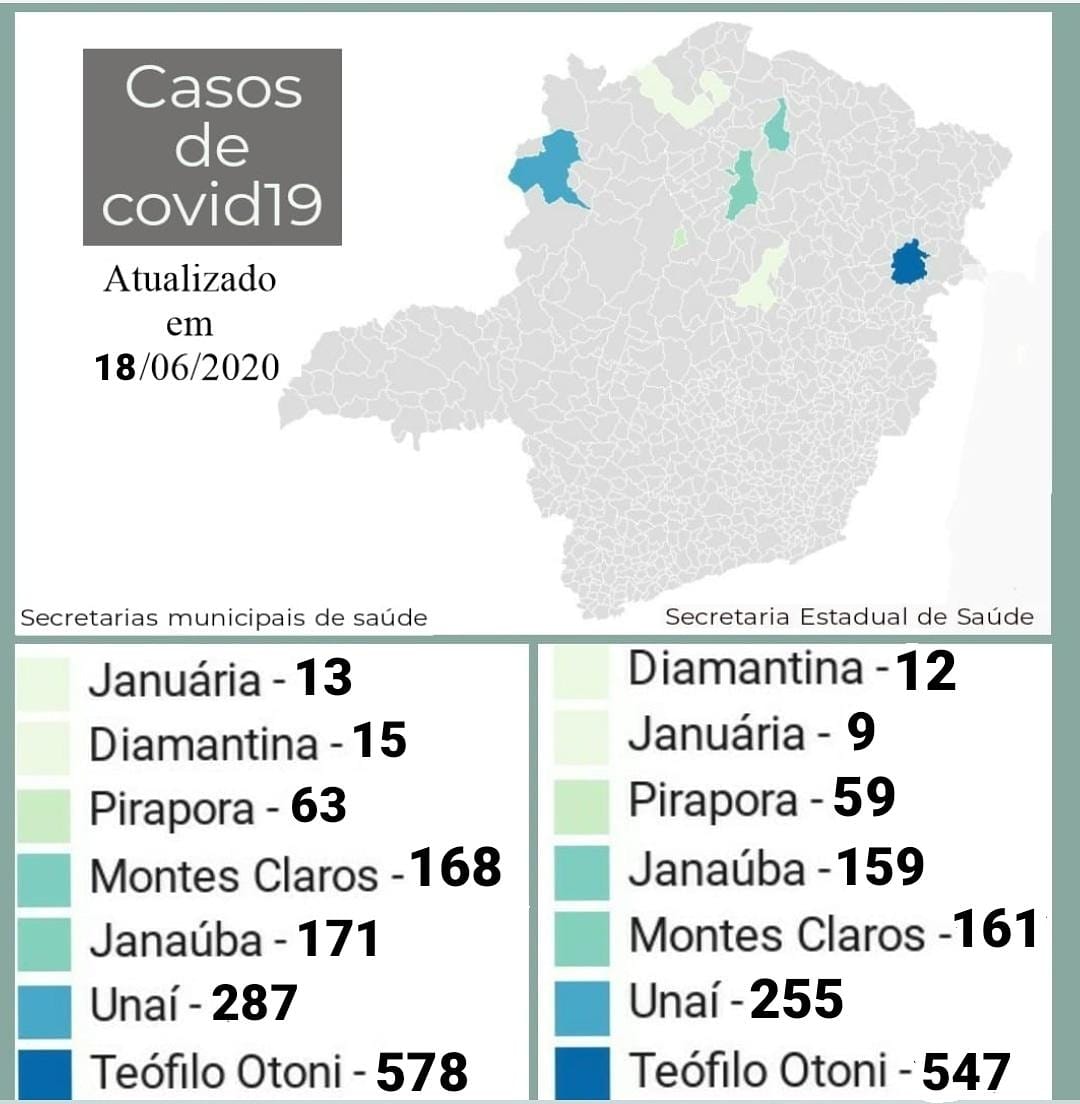 Casos
de
covid19
Atualizado
em
18/06/2020
Secretarias municipais de saúde
Secretaria Estadual de Saúde
Januária - 13
Diamantina - 15
Pirapora - 63
Montes Claros - 168
Janaúba - 171
Unaí - 287
Teófilo Otoni - 578
Diamantina - 12
Januária - 9
Pirapora - 59
Janaúba - 159
Montes Claros - 161
Unaí - 255
Teófilo Otoni - 547